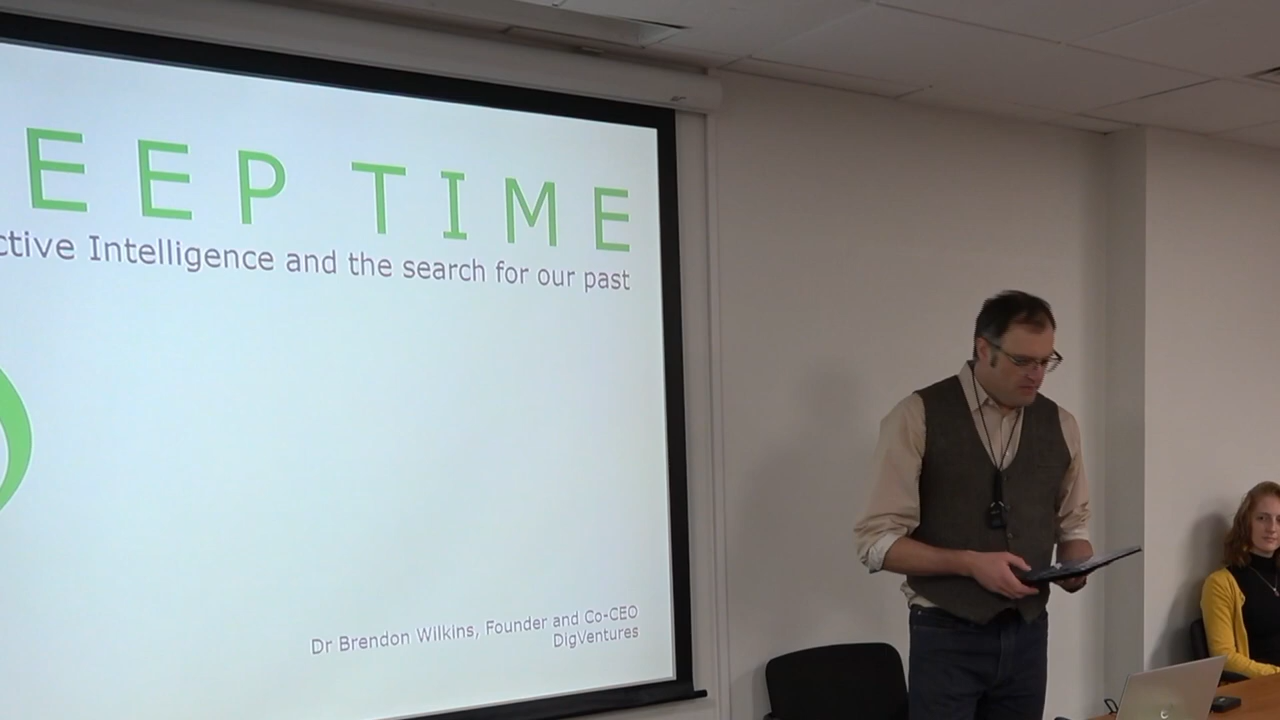 EEP TIME
ctive Intelligence and the search for our past
Dr Brendon Wilkins, Founder and Co-CEO
DigVentures